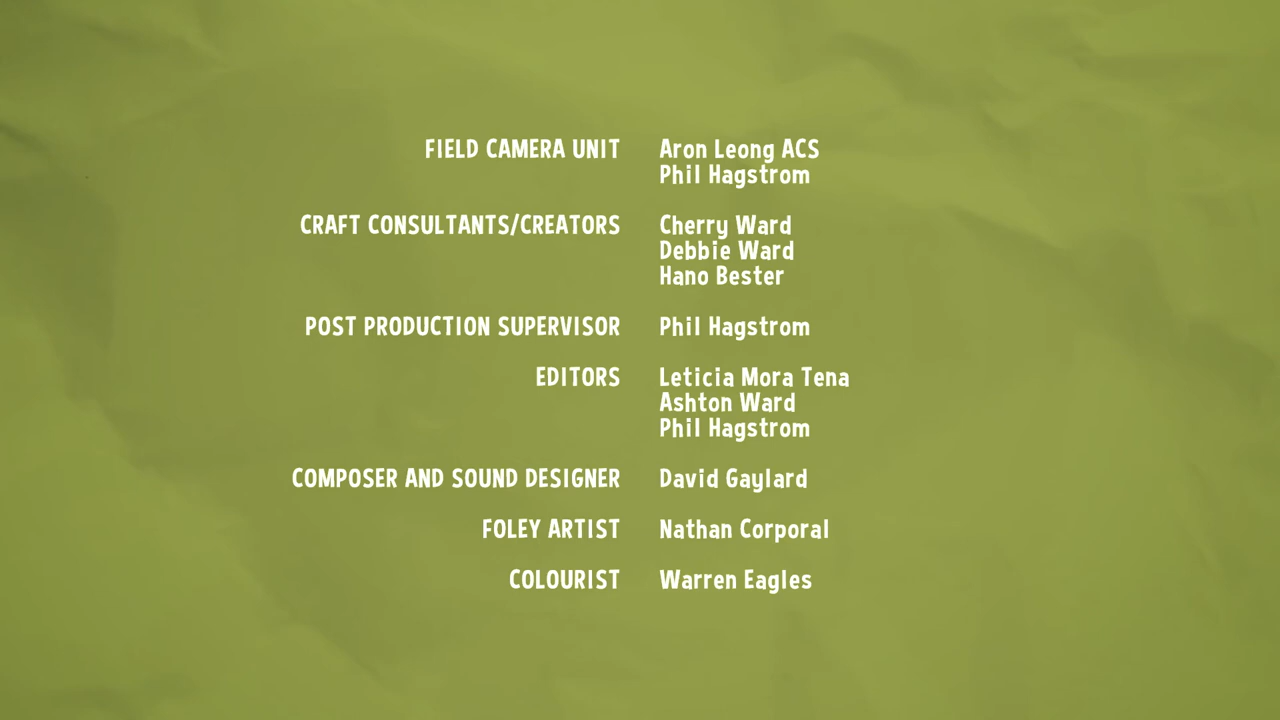 FIELD CAMERA UNIT Aron Leong ACS
Phil Hagstrom
CRAFT CONSULTANTS/CREATORS Cherry Ward
Debbie Ward
Hano Bester
POST PRODUCTION SUPERVISOR Phil Hagstrom
EDITORS Leticia Mora Tena
Ashton Ward
Phil Hagstrom
COMPOSER AND SOUND DESIGNER David Gaylard
FOLEY ARTIST Nathan Corporal
COLOURIST Warren Eagles